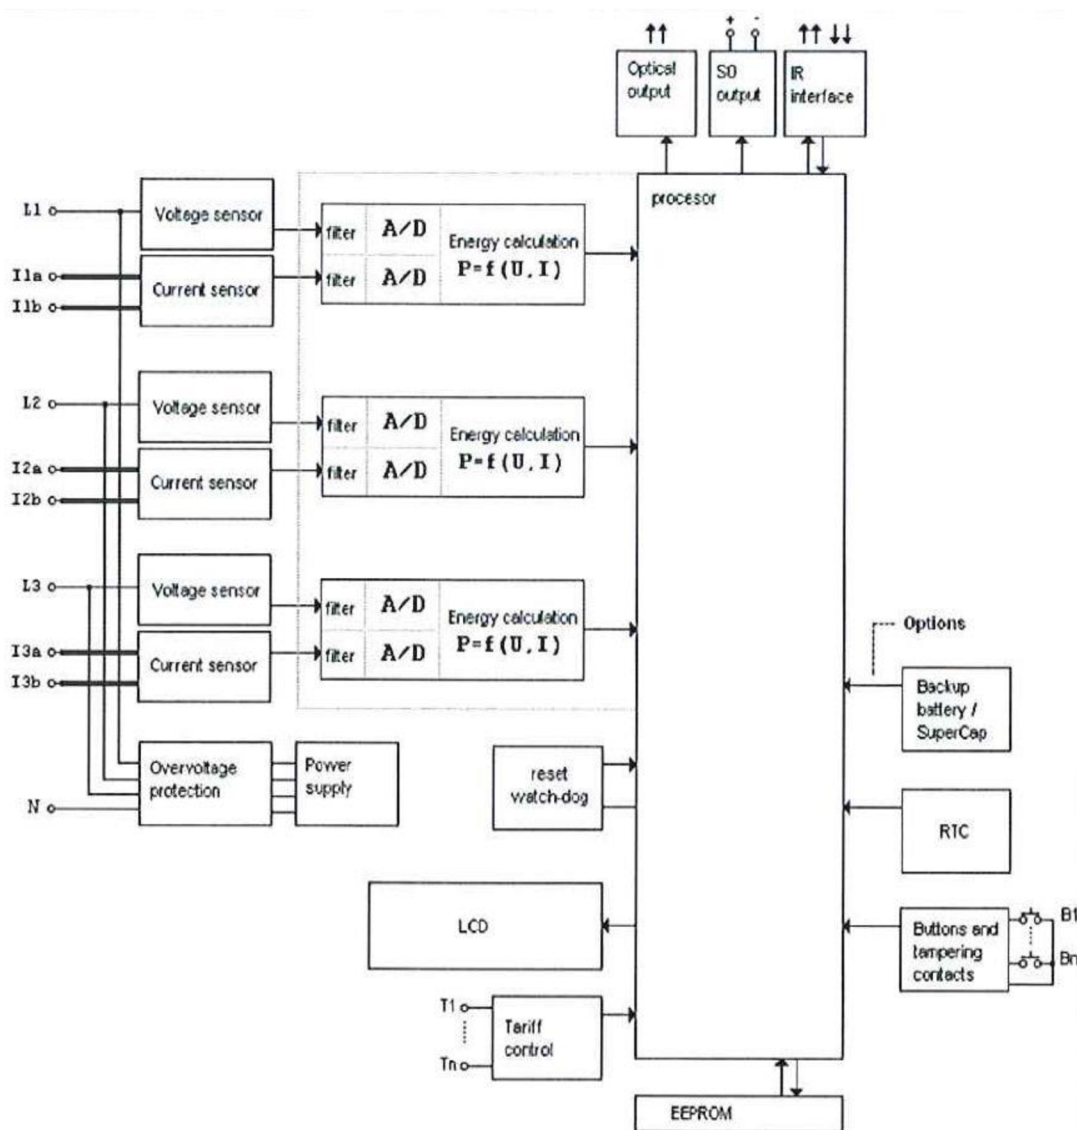 Optical
output
+ -
S0
output
IR
interface
procesor
L1
Voltage sensor
filter A/D
Energy calculation
P=f(U,I)
I1a
I1b
Current sensor
filter A/D
L2
Voltage sensor
filter A/D
Energy calculation
P=f(U,I)
I2a
I2b
Current sensor
filter A/D
L3
Voltage sensor
filter A/D
Energy calculation
P=f(U,I)
I3a
I3b
Current sensor
filter A/D
Options
Backup
battery /
SuperCap
N
Overvoltage
protection
Power
supply
reset
watch-dog
RTC
LCD
Buttons and
tampering
contacts
B1
Bn
T1
Tn
Tariff
control
EEPROM